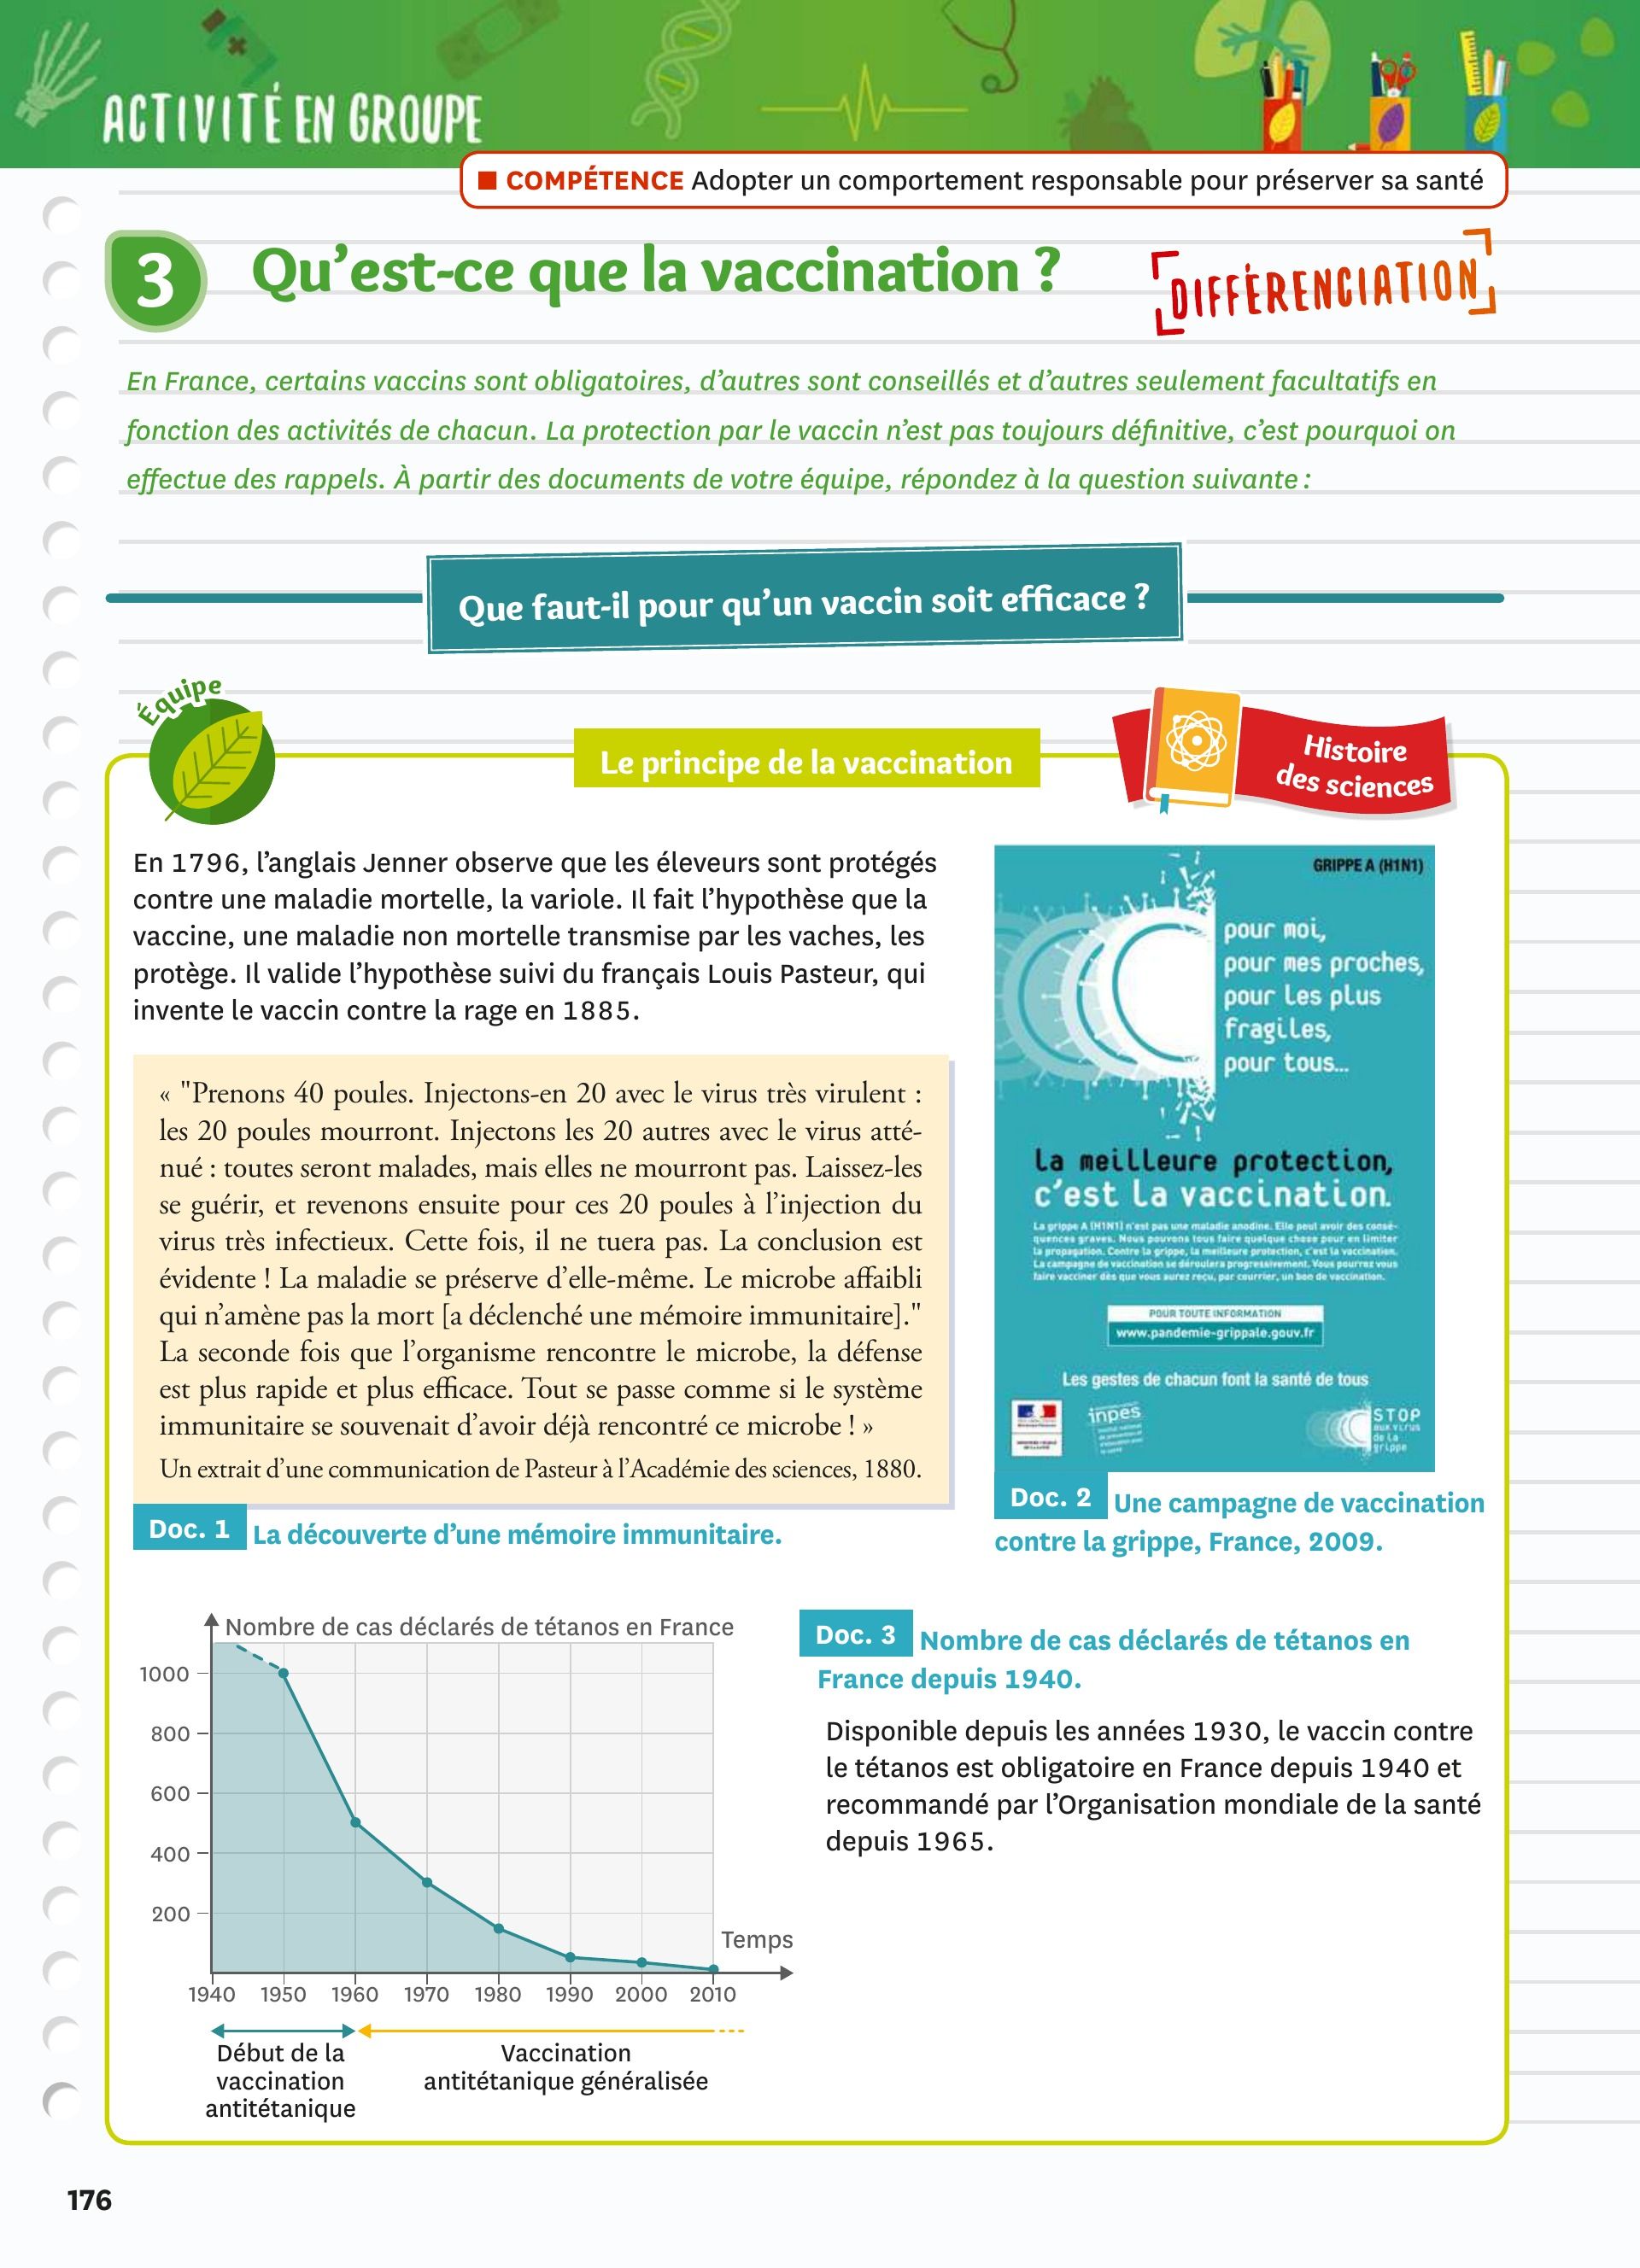 ACTIVITÉ EN GROUPE
■ COMPÉTENCE Adopter un comportement responsable pour préserver sa santé
3 Qu'est-ce que la vaccination ?
DIFFÉRENCIATION
En France, certains vaccins sont obligatoires, d'autres sont conseillés et d'autres seulement facultatifs en
fonction des activités de chacun. La protection par le vaccin n'est pas toujours définitive, c'est pourquoi on
effectue des rappels. À partir des documents de votre équipe, répondez à la question suivante :
Que faut-il pour qu'un vaccin soit efficace ?
Équipe
Le principe de la vaccination
Histoire
des sciences
En 1796, l'anglais Jenner observe que les éleveurs sont protégés
contre une maladie mortelle, la variole. Il fait l'hypothèse que la
vaccine, une maladie non mortelle transmise par les vaches, les
protège. Il valide l'hypothèse suivi du français Louis Pasteur, qui
invente le vaccin contre la rage en 1885.
« "Prenons 40 poules. Injectons-en 20 avec le virus très virulent :
les 20 poules mourront. Injectons les 20 autres avec le virus atté-
nué : toutes seront malades, mais elles ne mourront pas. Laissez-les
se guérir, et revenons ensuite pour ces 20 poules à l'injection du
virus très infectieux. Cette fois, il ne tuera pas. La conclusion est
évidente ! La maladie se préserve d'elle-même. Le microbe affaibli
qui n'amène pas la mort [a déclenché une mémoire immunitaire]."
La seconde fois que l'organisme rencontre le microbe, la défense
est plus rapide et plus efficace. Tout se passe comme si le système
immunitaire se souvenait d'avoir déjà rencontré ce microbe ! »
Un extrait d'une communication de Pasteur à l'Académie des sciences, 1880.
Doc. 1 La découverte d'une mémoire immunitaire.
GRIPPE A (H1N1)
pour moi,
pour mes proches,
pour les plus
fragiles,
pour tous...
La meilleure protection,
c'est la vaccination.
La grippe A (H1N1) n'est pas une maladie anodine. Elle peut avoir des consé-
quences graves. Nous pouvons tous faire quelque chose pour en limiter
la propagation. Contre la grippe, la meilleure protection, c'est la vaccination.
La campagne de vaccination se déroulera progressivement. Vous pourrez vous
faire vacciner dès que vous aurez reçu, par courrier, un bon de vaccination.
POUR TOUTE INFORMATION
www.pandemie-grippale.gouv.fr
Les gestes de chacun font la santé de tous
inpes
STOP
aux virus
de la
grippe
Doc. 2 Une campagne de vaccination
contre la grippe, France, 2009.
Nombre de cas déclarés de tétanos en France
1000
800
600
400
200
Temps
1940 1950 1960 1970 1980 1990 2000 2010
Début de la
vaccination
antitétanique
Vaccination
antitétanique généralisée
Doc. 3 Nombre de cas déclarés de tétanos en
France depuis 1940.
Disponible depuis les années 1930, le vaccin contre
le tétanos est obligatoire en France depuis 1940 et
recommandé par l'Organisation mondiale de la santé
depuis 1965.
176